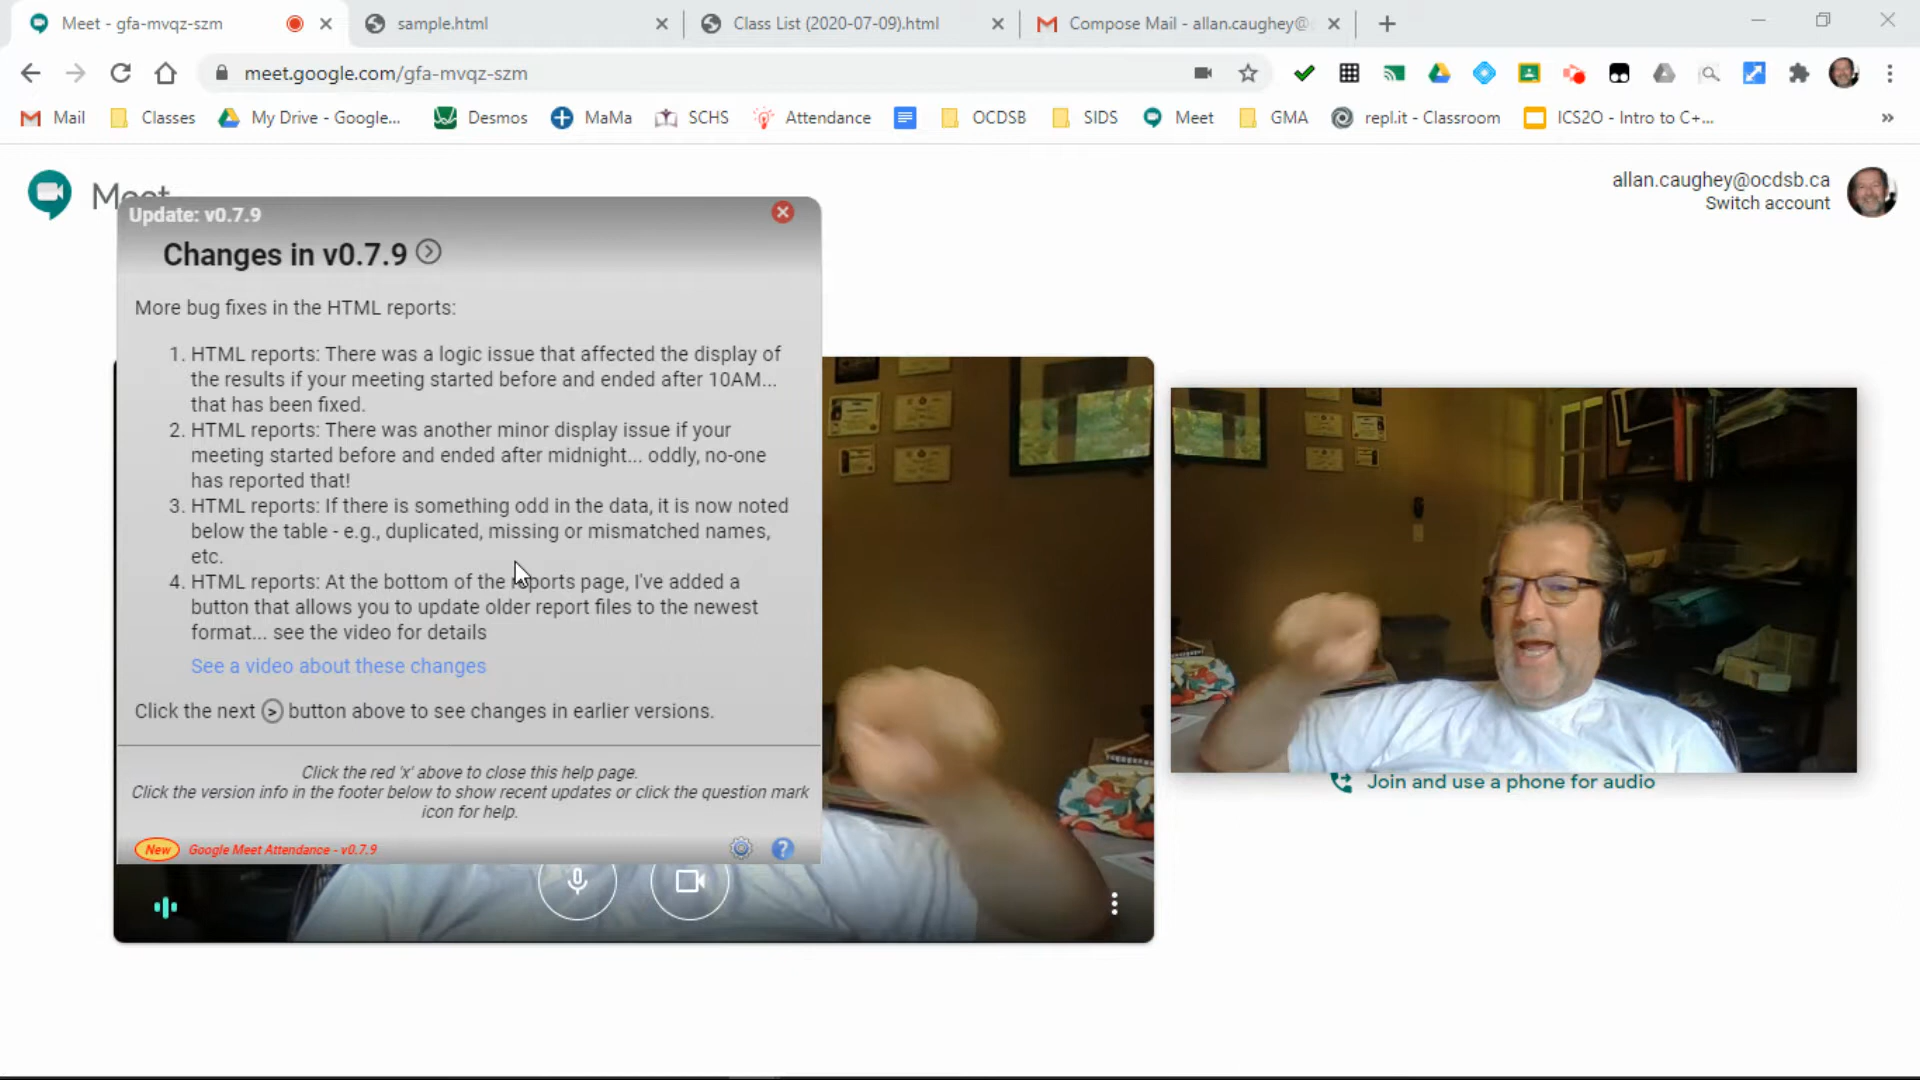 Meet - gfa-mvqz-szm
sample.html
Class List (2020-07-09).html
Compose Mail - allan.caughey@
meet.google.com/gfa-mvqz-szm
Mail
Classes
My Drive - Google...
Desmos
MaMa
SCHS
Attendance
OCDSB
SIDS
Meet
GMA
repl.it - Classroom
ICS2O - Intro to C+...
»
Meet
allan.caughey@ocdsb.ca
Switch account
Update: v0.7.9
Changes in v0.7.9
More bug fixes in the HTML reports:
1. HTML reports: There was a logic issue that affected the display of
the results if your meeting started before and ended after 10AM...
that has been fixed.
2. HTML reports: There was another minor display issue if your
meeting started before and ended after midnight... oddly, no-one
has reported that!
3. HTML reports: If there is something odd in the data, it is now noted
below the table - e.g., duplicated, missing or mismatched names,
etc.
4. HTML reports: At the bottom of the reports page, I've added a
button that allows you to update older report files to the newest
format... see the video for details
See a video about these changes
Click the next > button above to see changes in earlier versions.
Click the red 'x' above to close this help page.
Click the version info in the footer below to show recent updates or click the question mark
icon for help.
New Google Meet Attendance - v0.7.9
?
Join and use a phone for audio